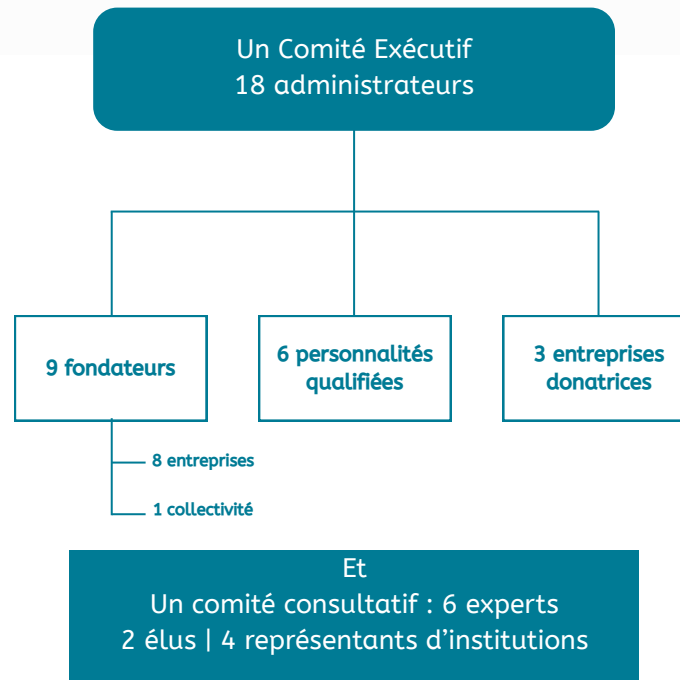 Un Comité Exécutif
18 administrateurs
9 fondateurs
6 personnalités
qualifiées
3 entreprises
donatrices
8 entreprises
1 collectivité
Et
Un comité consultatif : 6 experts
2 élus | 4 représentants d’institutions